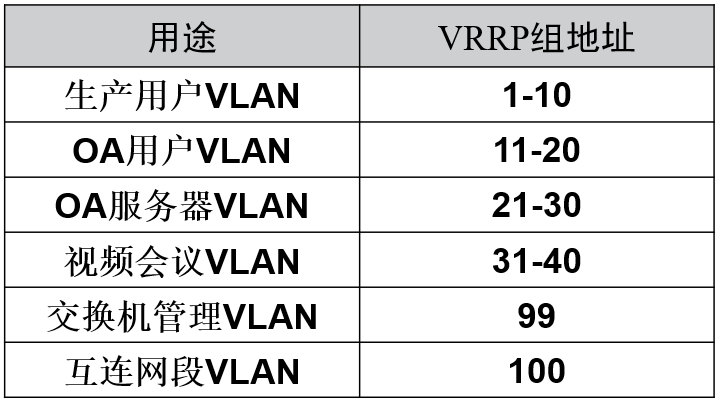 用途 VRRP组地址
生产用户VLAN 1-10
OA用户VLAN 11-20
OA服务器VLAN 21-30
视频会议VLAN 31-40
交换机管理VLAN 99
互连网段VLAN 100